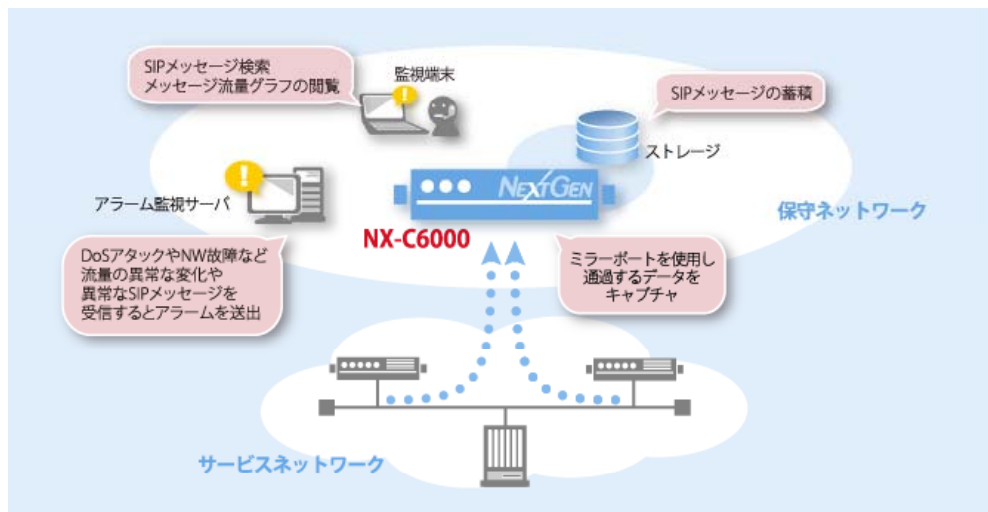 SIPメッセージ検索
メッセージ流量グラフの閲覧
監視端末
SIPメッセージの蓄積
ストレージ
アラーム監視サーバ
NEXTGEN
保守ネットワーク
NX-C6000
DoSアタックやNW故障など
流量の異常な変化や
異常なSIPメッセージを
受信するとアラームを送出
ミラーポートを使用し
通過するデータを
キャプチャ
サービスネットワーク